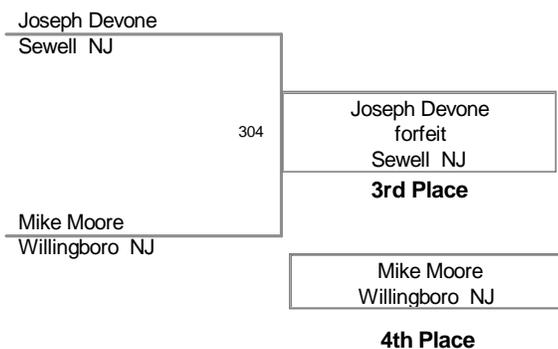 Joseph Devone
Sewell NJ
304
Joseph Devone
forfeit
Sewell NJ
3rd Place
Mike Moore
Willingboro NJ
Mike Moore
Willingboro NJ
4th Place